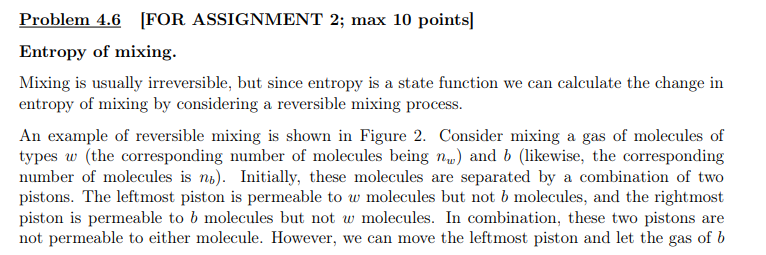 Problem 4.6 [FOR ASSIGNMENT 2; max 10 points]
Entropy of mixing.
Mixing is usually irreversible, but since entropy is a state function we can calculate the change in
entropy of mixing by considering a reversible mixing process.
An example of reversible mixing is shown in Figure 2. Consider mixing a gas of molecules of
types w (the corresponding number of molecules being n_w) and b (likewise, the corresponding
number of molecules is n_b). Initially, these molecules are separated by a combination of two
pistons. The leftmost piston is permeable to w molecules but not b molecules, and the rightmost
piston is permeable to b molecules but not w molecules. In combination, these two pistons are
not permeable to either molecule. However, we can move the leftmost piston and let the gas of b